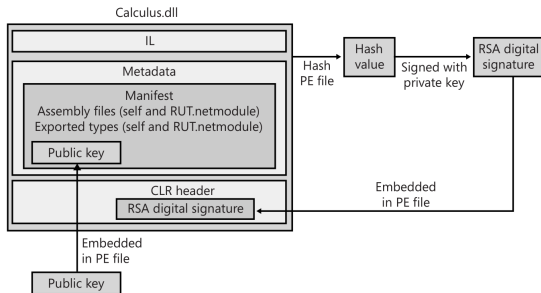 Calculus.dll
IL
Metadata
Manifest
Assembly files (self and RUT.netmodule)
Exported types (self and RUT.netmodule)
Public key
CLR header
RSA digital signature
Hash
PE file
Hash
value
Signed with
private key
RSA digital
signature
Embedded
in PE file
Embedded
in PE file
Public key